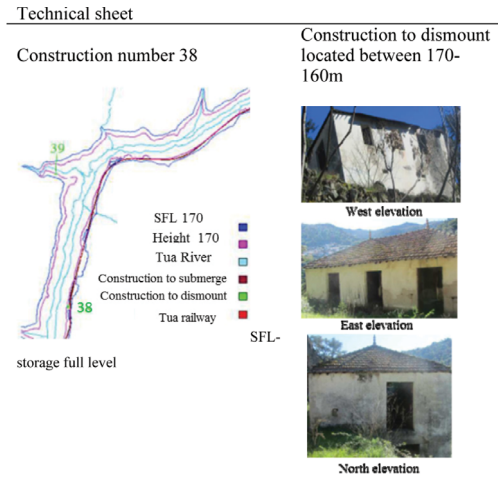 Technical sheet
Construction number 38
Construction to dismount
located between 170-
160m
39
SFL 170
Height 170
Tua River
Construction to submerge
Construction to dismount
Tua railway
38
SFL-
storage full level
West elevation
East elevation
North elevation